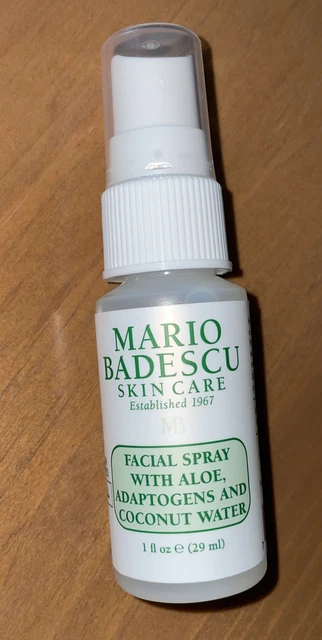 MARIO
BADESCU
SKIN CARE
Established 1967
MB
FACIAL SPRAY
WITH ALOE,
ADAPTOGENS AND
COCONUT WATER
1 fl oz ℮ (29 ml)